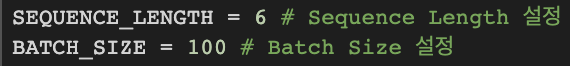 SEQUENCE_LENGTH = 6 # Sequence Length 설정
BATCH_SIZE = 100 # Batch Size 설정